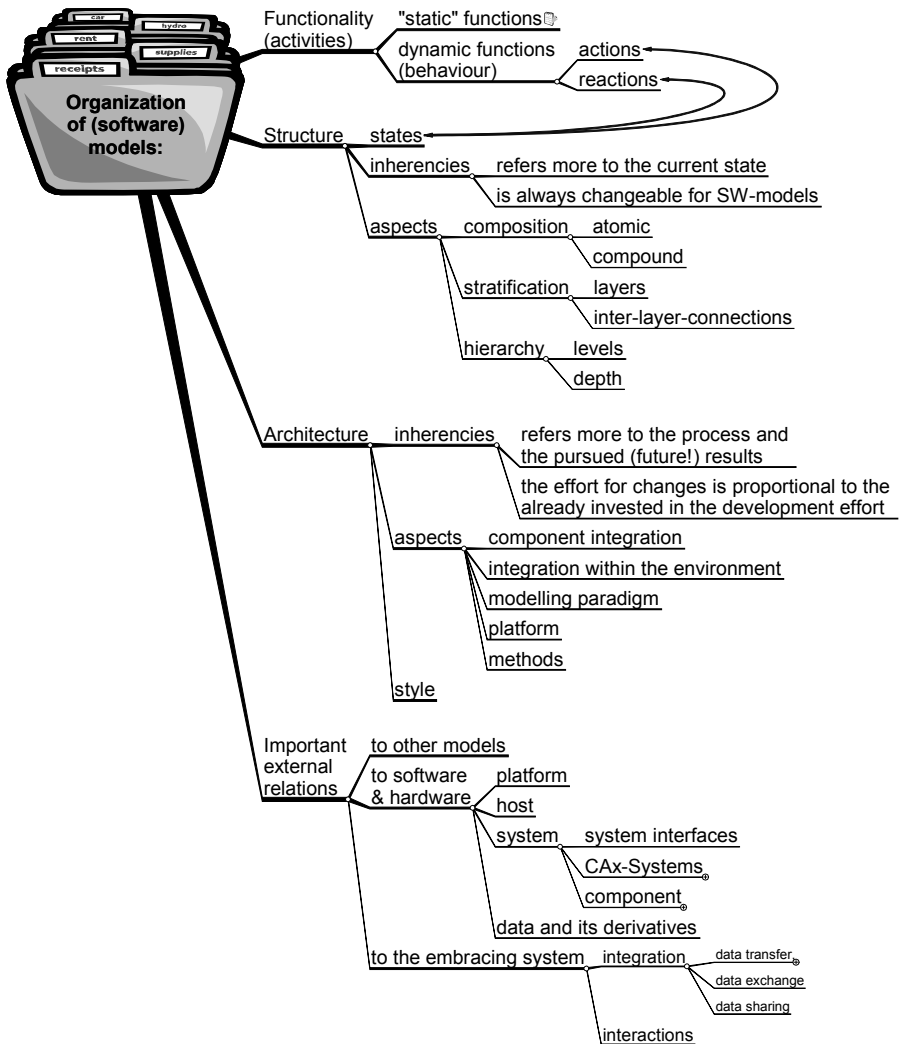 car
hydro
rent
supplies
receipts
Organization
of (software)
models:
Functionality
(activities)
"static" functions
dynamic functions
(behaviour)
actions
reactions
Structure
states
inherencies
refers more to the current state
is always changeable for SW-models
aspects
composition
atomic
compound
stratification
layers
inter-layer-connections
hierarchy
levels
depth
Architecture
inherencies
refers more to the process and
the pursued (future!) results
the effort for changes is proportional to the
already invested in the development effort
aspects
component integration
integration within the environment
modelling paradigm
platform
methods
style
Important
external
relations
to other models
to software
& hardware
platform
host
system
system interfaces
CAx-Systems
component
data and its derivatives
to the embracing system
integration
data transfer
data exchange
data sharing
interactions